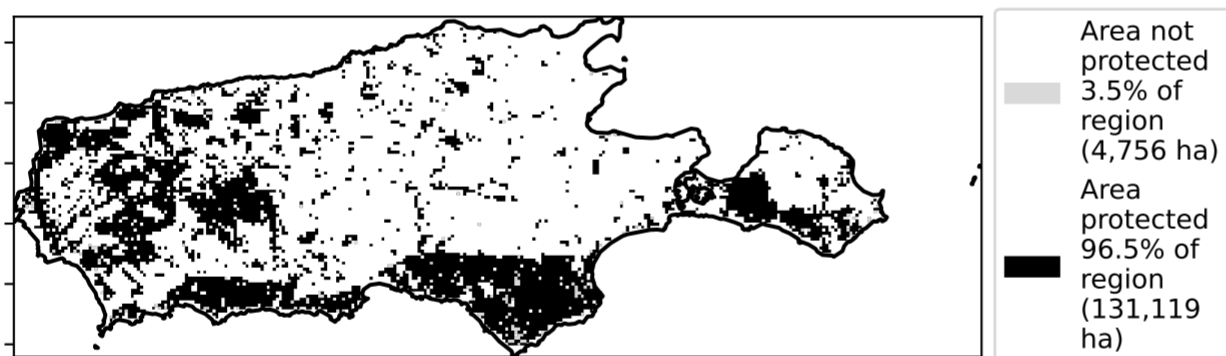 Area not
protected
3.5% of
region
(4,756 ha)
Area
protected
96.5% of
region
(131,119
ha)